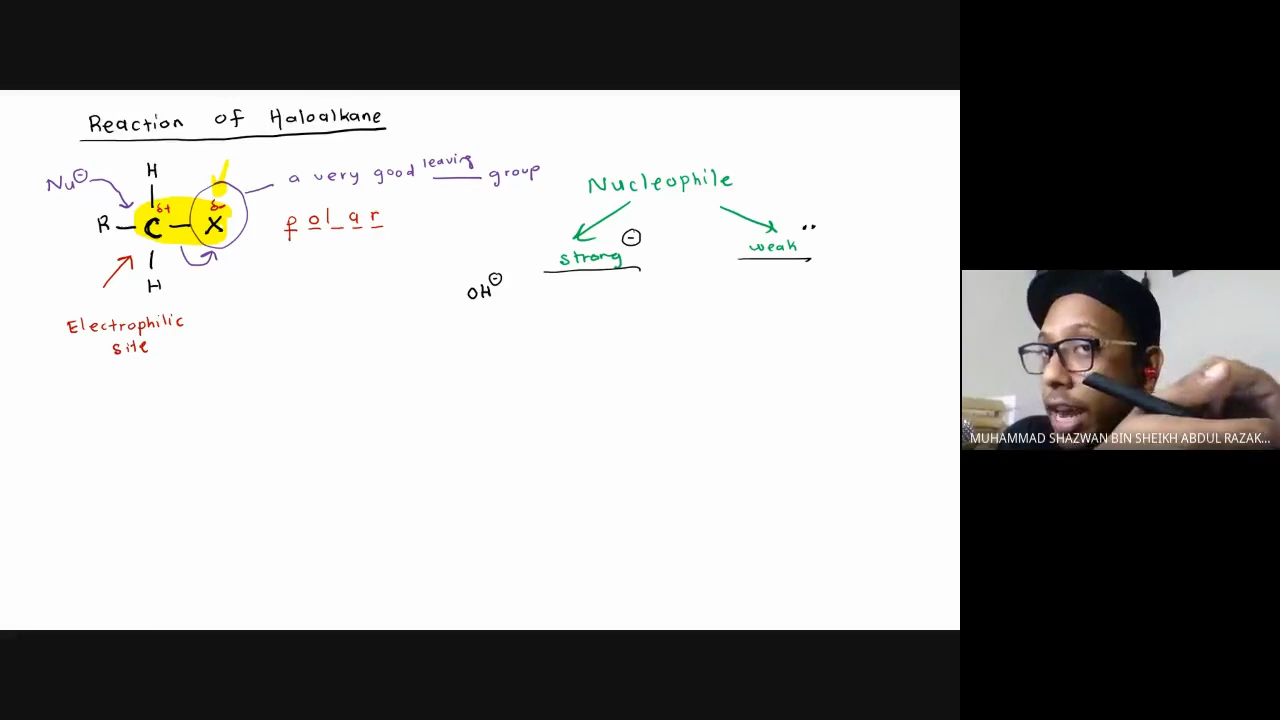 Reaction of Haloalkane
Nu⊖
H
R – C – X
δ+
δ-
H
a very good leaving group
polar
Electrophilic
site
Nucleophile
strong ⊖
weak ••
OH⊖
MUHAMMAD SHAZWAN BIN SHEIKH ABDUL RAZAK...